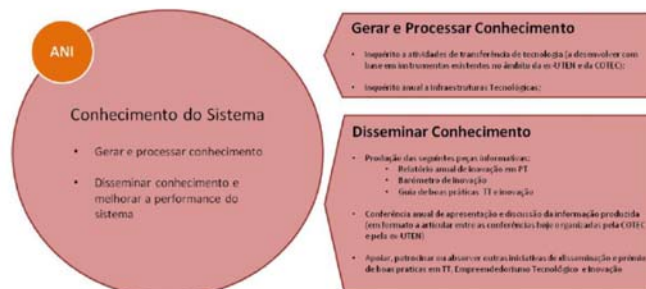 ANI
Conhecimento do Sistema
• Gerar e processar conhecimento
• Disseminar conhecimento e
melhorar a performance do
sistema
Gerar e Processar Conhecimento
• Inquérito a atividades de transferência de tecnologia (a desenvolver com
base em instrumentos existentes no âmbito da ex-UTEN e da COTEC);
• Inquérito anual a Infraestruturas Tecnológicas;
Disseminar Conhecimento
• Produção das seguintes peças informativas:
• Relatório anual de inovação em PT
• Barómetro de inovação
• Guia de boas práticas TT e inovação
• Conferência anual de apresentação e discussão da informação produzida
(em formato a articular entre as conferências hoje organizadas pela COTEC
e pela ex-UTEN)
• Apoiar, patrocinar ou absorver outras iniciativas de disseminação e prémio
de boas práticas em TT, Empreendedorismo Tecnológico e Inovação